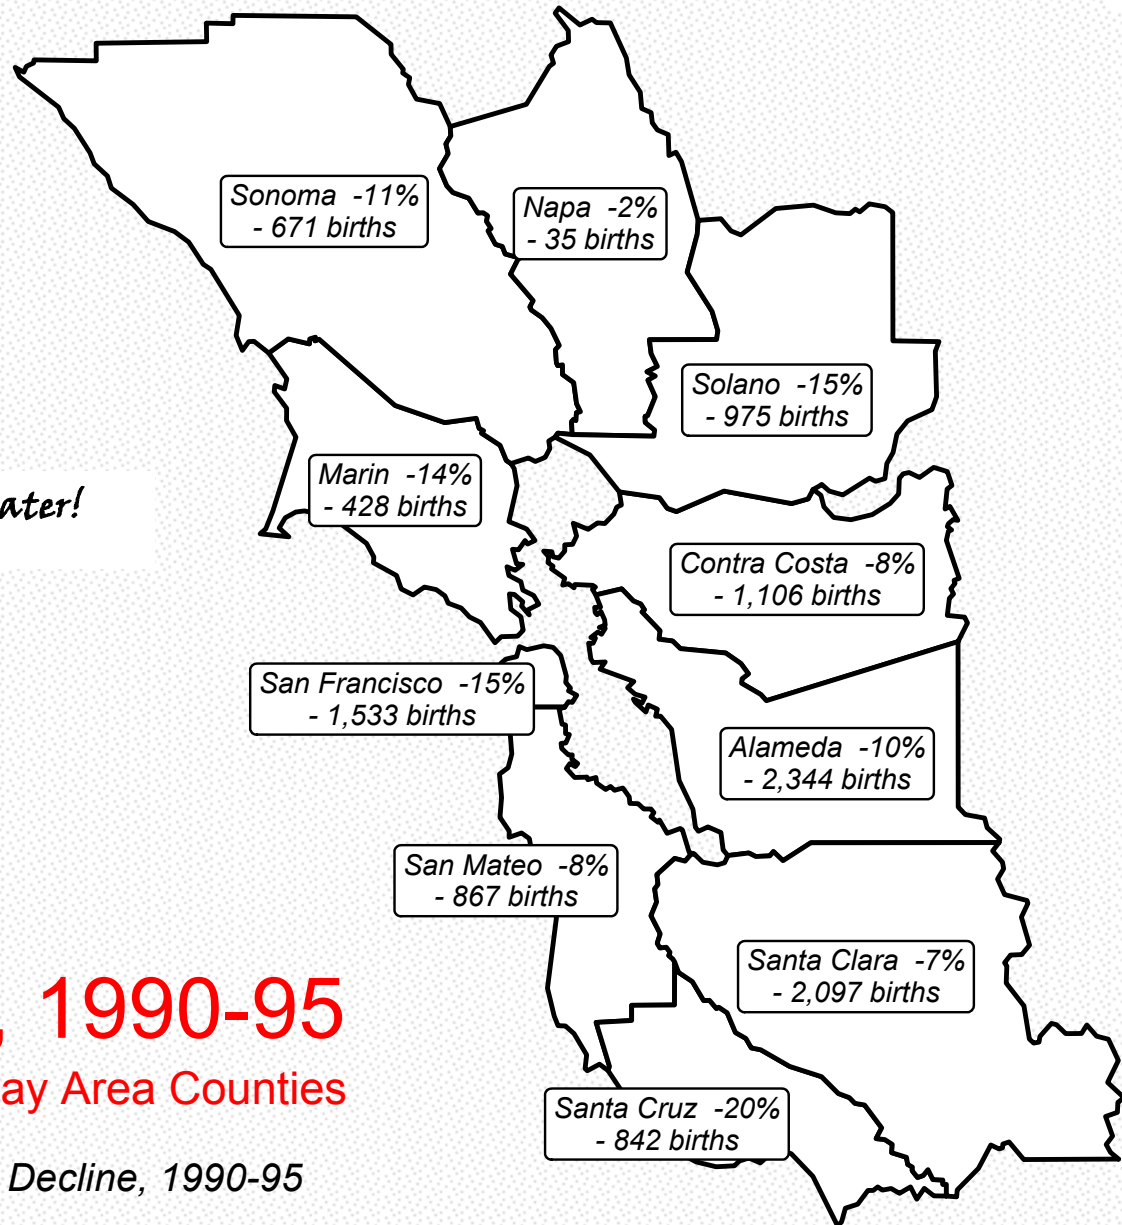 Sonoma -11%
- 671 births
Napa -2%
- 35 births
Solano -15%
- 975 births
Marin -14%
- 428 births
ater!
Contra Costa -8%
- 1,106 births
San Francisco -15%
- 1,533 births
Alameda -10%
- 2,344 births
San Mateo -8%
- 867 births
Santa Clara -7%
- 2,097 births
, 1990-95
ay Area Counties
Santa Cruz -20%
- 842 births
Decline, 1990-95